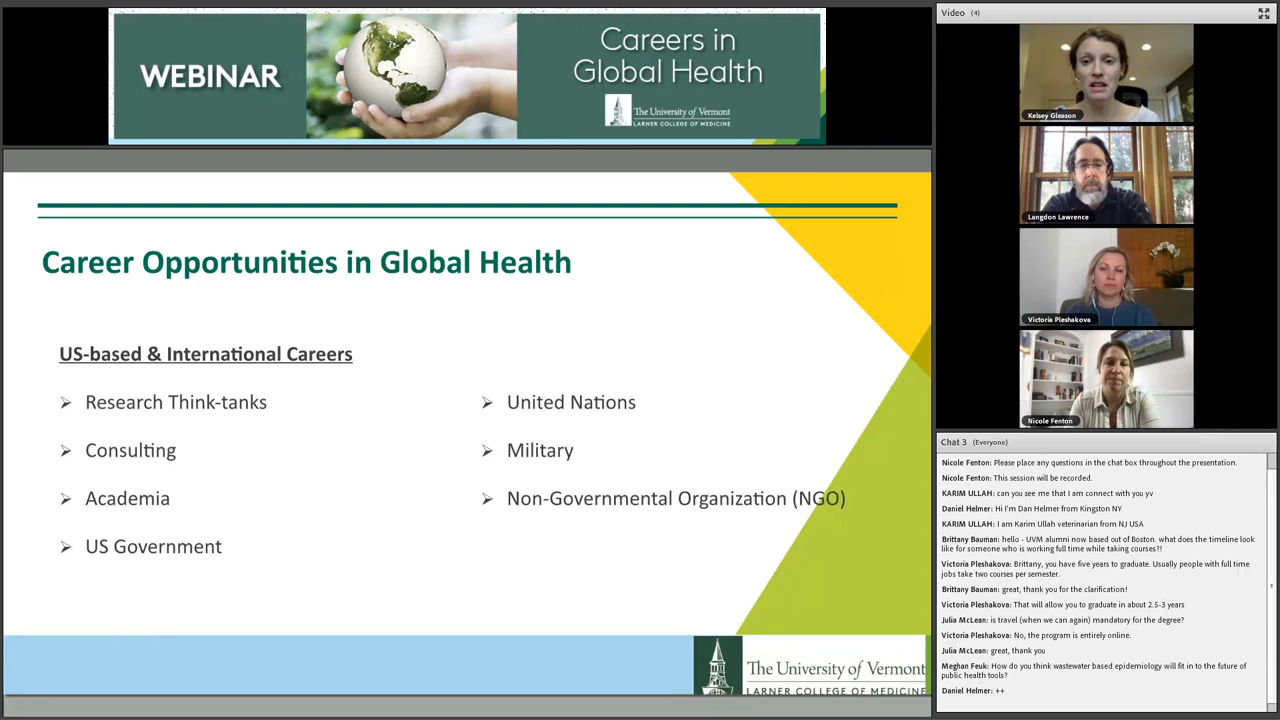 WEBINAR
Careers in
Global Health
The University of Vermont
LARNER COLLEGE OF MEDICINE
Career Opportunities in Global Health
US-based & International Careers
Research Think-tanks
Consulting
Academia
US Government
United Nations
Military
Non-Governmental Organization (NGO)
The University of Vermont
LARNER COLLEGE OF MEDICINE
Video (4)
Kelsey Gleason
Langdon Lawrence
Victoria Pleshakova
Nicole Fenton
Chat 3 (Everyone)
Nicole Fenton: Please place any questions in the chat box throughout the presentation.
Nicole Fenton: This session will be recorded.
KARIM ULLAH: can you see me that I am connect with you yv
Daniel Helmer: Hi I'm Dan Helmer from Kingston NY
KARIM ULLAH: I am Karim Ullah veterinarian from NJ USA
Brittany Bauman: hello - UVM alumni now based out of Boston. what does the timeline look
like for someone who is working full time while taking courses?!
Victoria Pleshakova: Brittany, you have five years to graduate. Usually people with full time
jobs take two courses per semester.
Brittany Bauman: great, thank you for the clarification!
Victoria Pleshakova: That will allow you to graduate in about 2.5-3 years
Julia McLean: is travel (when we can again) mandatory for the degree?
Victoria Pleshakova: No, the program is entirely online.
Julia McLean: great, thank you
Meghan Feuk: How do you think wastewater based epidemiology will fit in to the future of
public health tools?
Daniel Helmer: ++